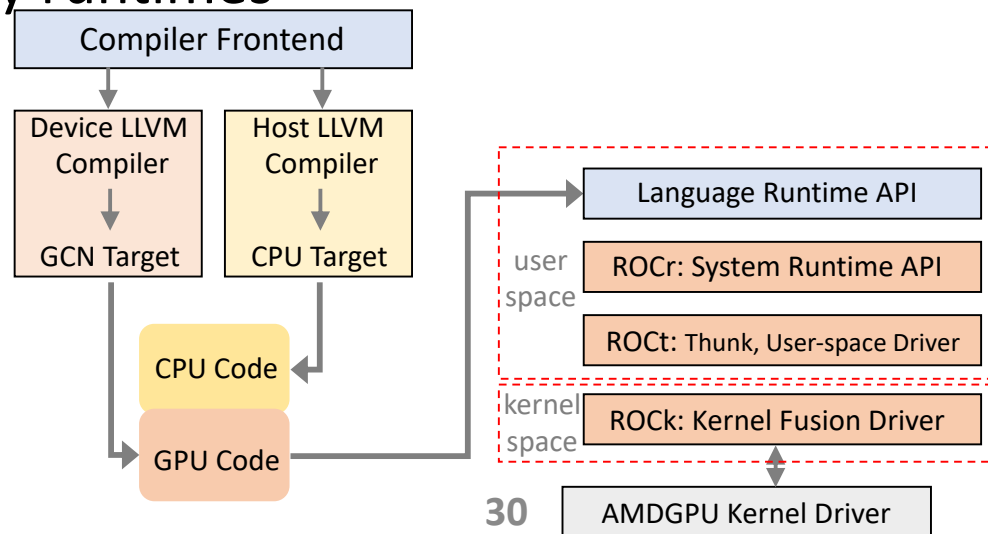 y runtimes
Compiler Frontend
Device LLVM
Compiler
GCN Target
Host LLVM
Compiler
CPU Target
CPU Code
GPU Code
user
space
Language Runtime API
ROCr: System Runtime API
ROCt: Thunk, User-space Driver
kernel
space
ROCk: Kernel Fusion Driver
30
AMDGPU Kernel Driver